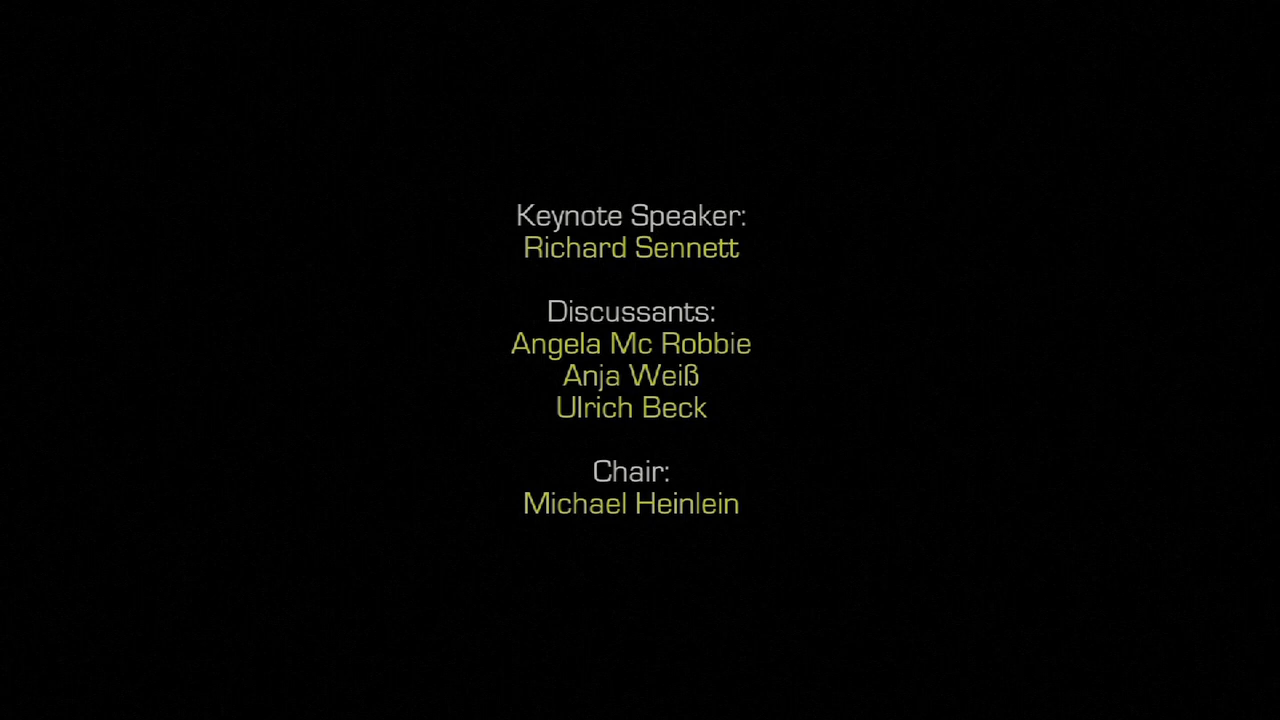 Keynote Speaker:
Richard Sennett
Discussants:
Angela Mc Robbie
Anja Weiß
Ulrich Beck
Chair:
Michael Heinlein